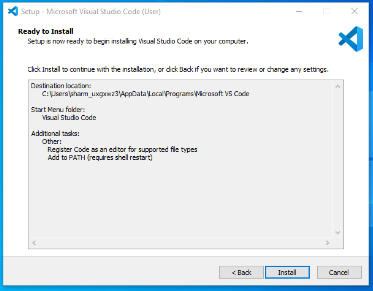 Setup - Microsoft Visual Studio Code (User)
Ready to Install
Setup is now ready to begin installing Visual Studio Code on your computer.
Click Install to continue with the installation, or click Back if you want to review or change any settings.
Destination location:
C:\Users\sharm_uxgxwz3\AppData\Local\Programs\Microsoft VS Code
Start Menu folder:
Visual Studio Code
Additional tasks:
Other:
Register Code as an editor for supported file types
Add to PATH (requires shell restart)
< Back
Install
Cancel